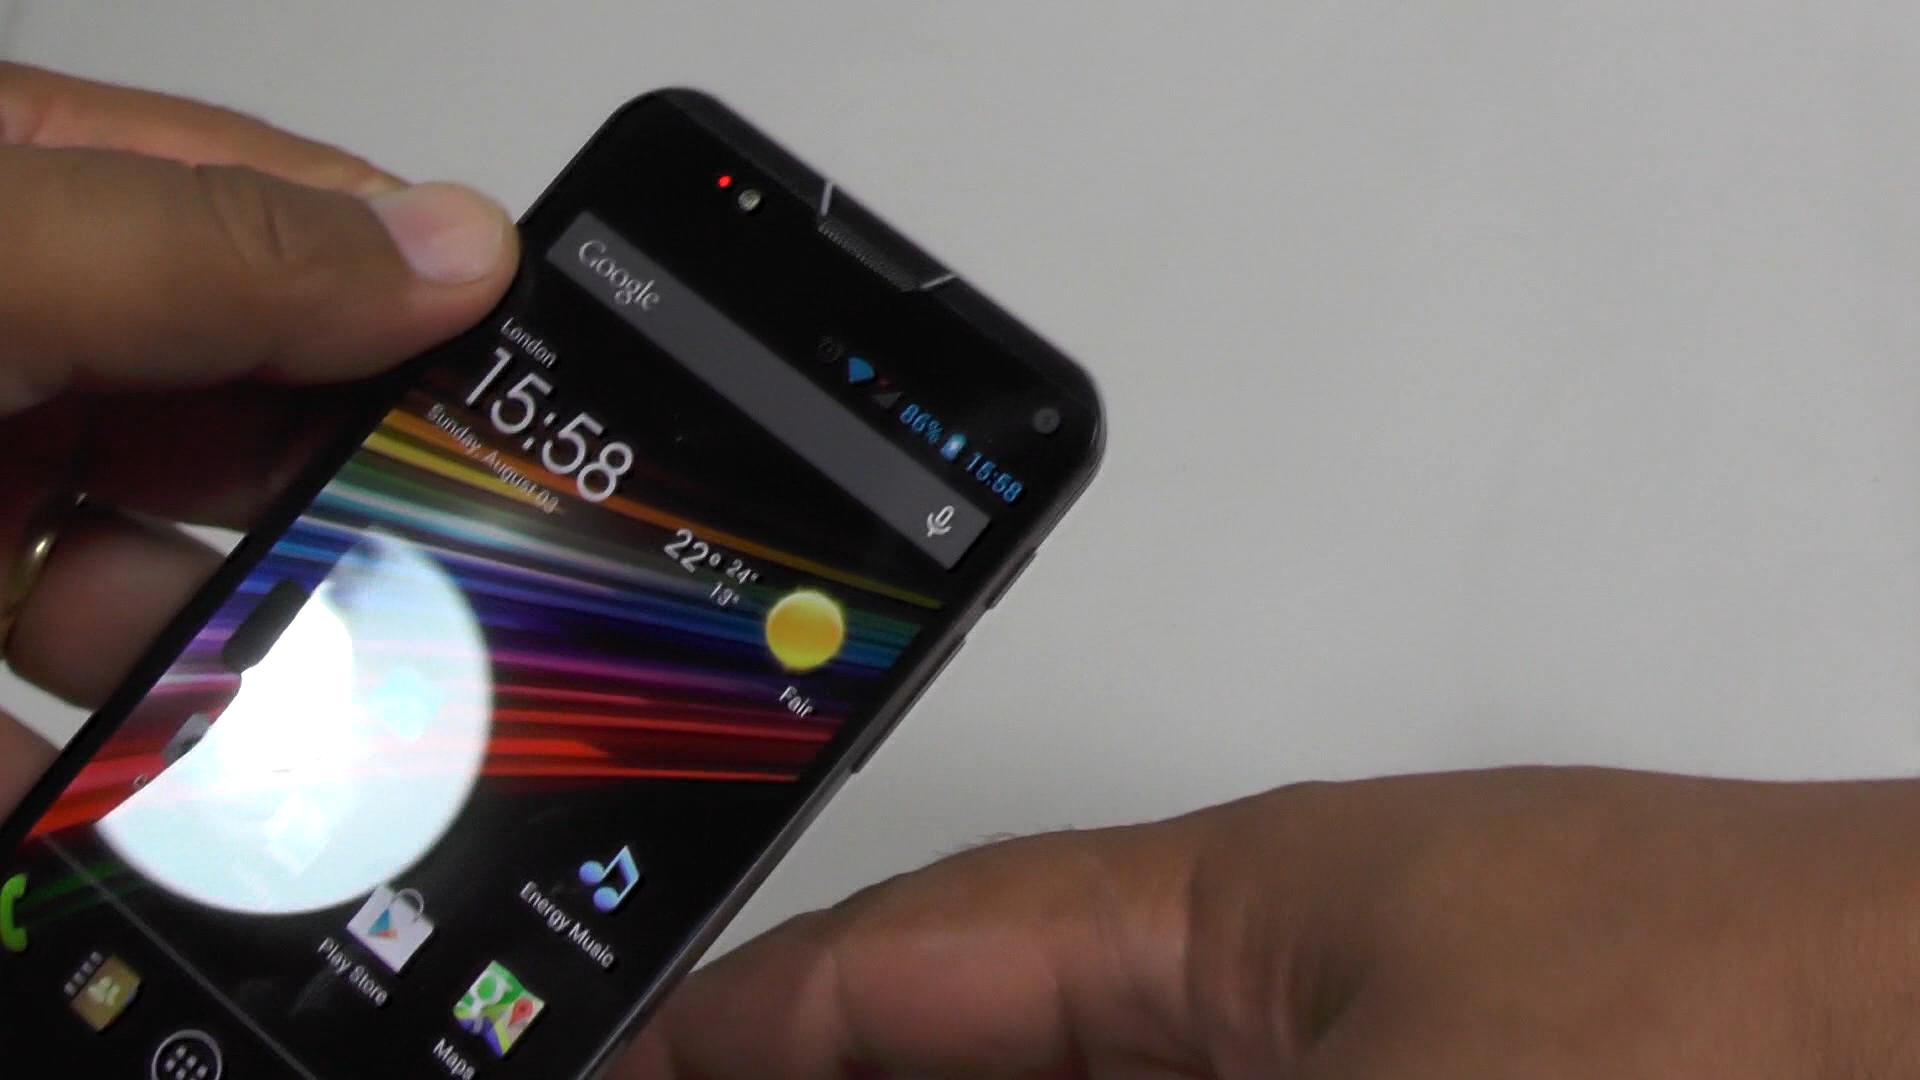 86% 15:58
Google
London
15:58
Sunday, August 03
22° 24°
13°
Fair
Energy Music
Play Store
Maps